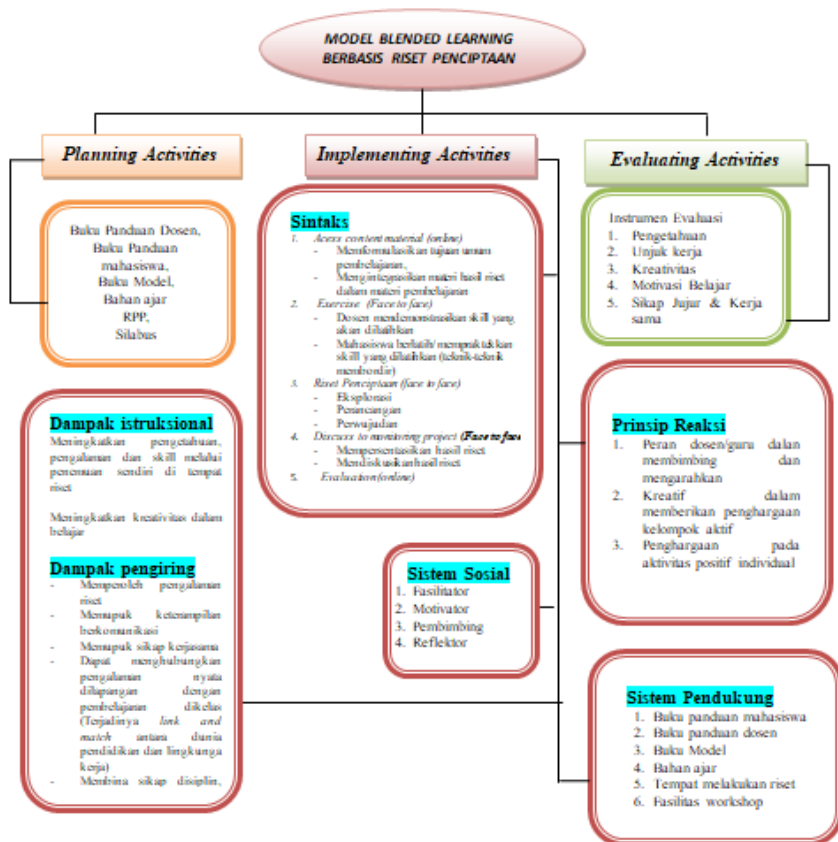 MODEL BLENDED LEARNING
BERBASIS RISET PENCIPTAAN
Planning Activities
Implementing Activities
Evaluating Activities
Buku Panduan Dosen,
Buku Panduan
mahasiswa,
Buku Model,
Bahan ajar
RPP,
Silabus
Sintaks
1. Acess content material (online)
- Memformulasikan tujuan umum
pembelajaran,
- Mengintegrasikan materi hasil riset
dalam materi pembelajaran
2. Exercise (Face to face)
- Dosen mendemonstrasikan skill yang
akan dilatihkan
- Mahasiswa berlatih/ mempraktekkan
skill yang dilatihkan (teknik-teknik
membordir)
3. Riset Penciptaan (face to face)
- Eksplorasi
- Perancangan
- Perwujudan
4. Discuss to monitoring project (Face to face
- Mempersentasikan hasil riset
- Mendiskusikan hasil riset
5. Evaluation (online)
Instrumen Evaluasi
1. Pengetahuan
2. Unjuk kerja
3. Kreativitas
4. Motivasi Belajar
5. Sikap Jujur & Kerja
sama
Dampak istruksional
Meningkatkan pengetahuan,
pengalaman dan skill melalui
penemuan sendiri di tempat
riset
Meningkatkan kreativitas dalam
belajar
Dampak pengiring
- Memperoleh pengalaman
riset
- Memupuk keterampilan
berkomunikasi
- Memupuk sikap kerjasama
- Dapat menghubungkan
pengalaman nyata
dilapangan dengan
pembelajaran dikelas
(Terjadinya link and
match antara dunia
pendidikan dan lingkunga
kerja)
- Membina sikap disiplin,
Sistem Sosial
1. Fasilitator
2. Motivator
3. Pembimbing
4. Reflektor
Prinsip Reaksi
1. Peran dosen/guru dalam
membimbing dan
mengarahkan
2. Kreatif dalam
memberikan penghargaan
kelompok aktif
3. Penghargaan pada
aktivitas positif individual
Sistem Pendukung
1. Buku panduan mahasiswa
2. Buku panduan dosen
3. Buku Model
4. Bahan ajar
5. Tempat melakukan riset
6. Fasilitas workshop